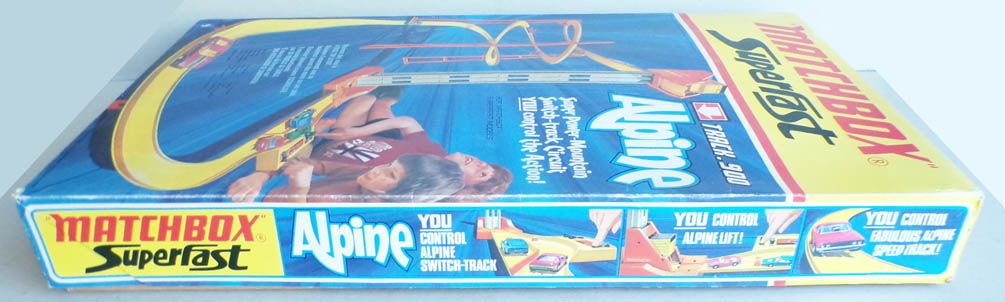 "MATCHBOX"®
Superfast
TRACK.900
Alpine
Super Power Mountain
Switch-track Circuit
YOU control the Action!!
"MATCHBOX"®
Superfast
Alpine
YOU
CONTROL
ALPINE
SWITCH-TRACK
YOU CONTROL
ALPINE LIFT!
YOU CONTROL
FABULOUS ALPINE
SPEED TRACK!